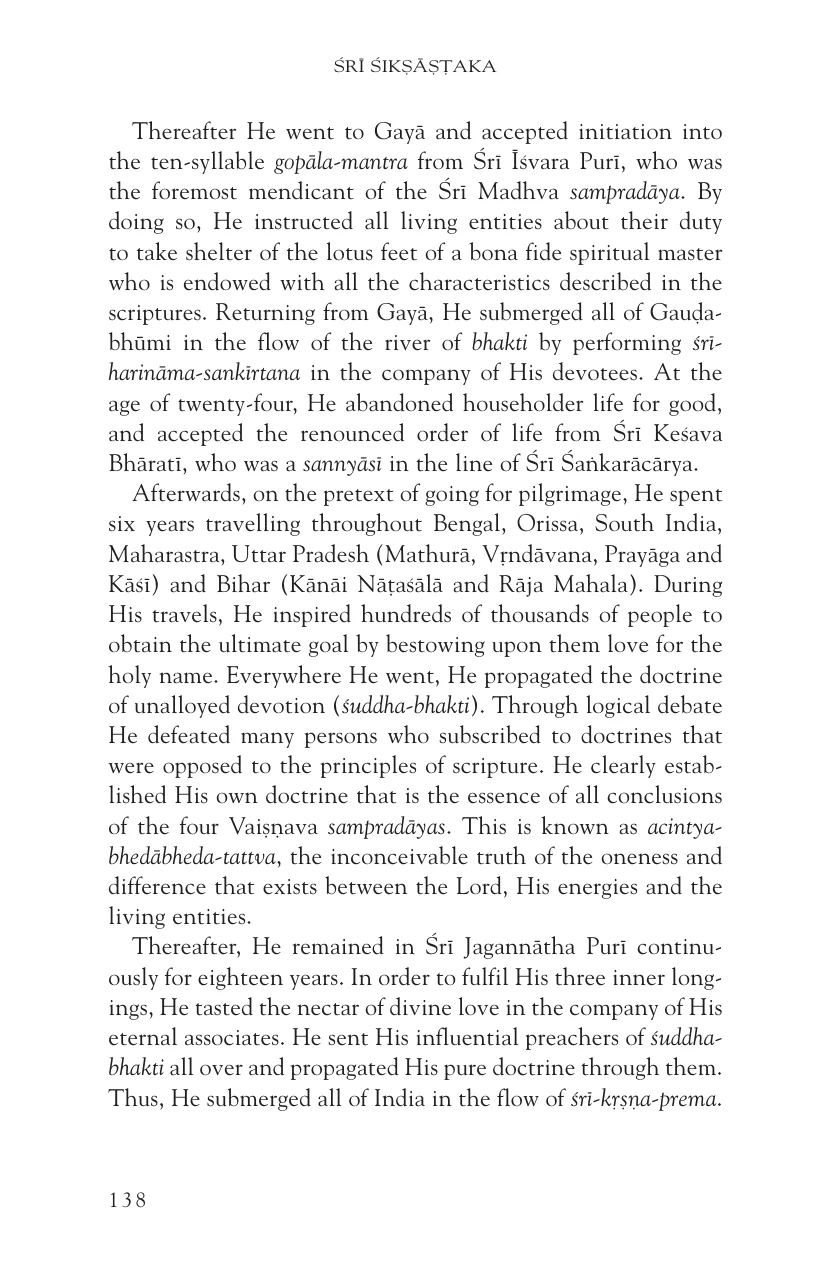 ŚRĪ ŚIKṢĀṢṬAKA
Thereafter He went to Gayā and accepted initiation into
the ten-syllable gopāla-mantra from Śrī Īśvara Purī, who was
the foremost mendicant of the Śrī Madhva sampradāya. By
doing so, He instructed all living entities about their duty
to take shelter of the lotus feet of a bona fide spiritual master
who is endowed with all the characteristics described in the
scriptures. Returning from Gayā, He submerged all of Gauḍa-
bhūmi in the flow of the river of bhakti by performing śrī-
harināma-sankīrtana in the company of His devotees. At the
age of twenty-four, He abandoned householder life for good,
and accepted the renounced order of life from Śrī Keśava
Bhāratī, who was a sannyāsī in the line of Śrī Śaṅkarācārya.
Afterwards, on the pretext of going for pilgrimage, He spent
six years travelling throughout Bengal, Orissa, South India,
Maharastra, Uttar Pradesh (Mathurā, Vṛndāvana, Prayāga and
Kāśī) and Bihar (Kānāi Nāṭaśālā and Rāja Mahala). During
His travels, He inspired hundreds of thousands of people to
obtain the ultimate goal by bestowing upon them love for the
holy name. Everywhere He went, He propagated the doctrine
of unalloyed devotion (śuddha-bhakti). Through logical debate
He defeated many persons who subscribed to doctrines that
were opposed to the principles of scripture. He clearly estab-
lished His own doctrine that is the essence of all conclusions
of the four Vaiṣṇava sampradāyas. This is known as acintya-
bhedābheda-tattva, the inconceivable truth of the oneness and
difference that exists between the Lord, His energies and the
living entities.
Thereafter, He remained in Śrī Jagannātha Purī continu-
ously for eighteen years. In order to fulfil His three inner long-
ings, He tasted the nectar of divine love in the company of His
eternal associates. He sent His influential preachers of śuddha-
bhakti all over and propagated His pure doctrine through them.
Thus, He submerged all of India in the flow of śrī-kṛṣṇa-prema.
138